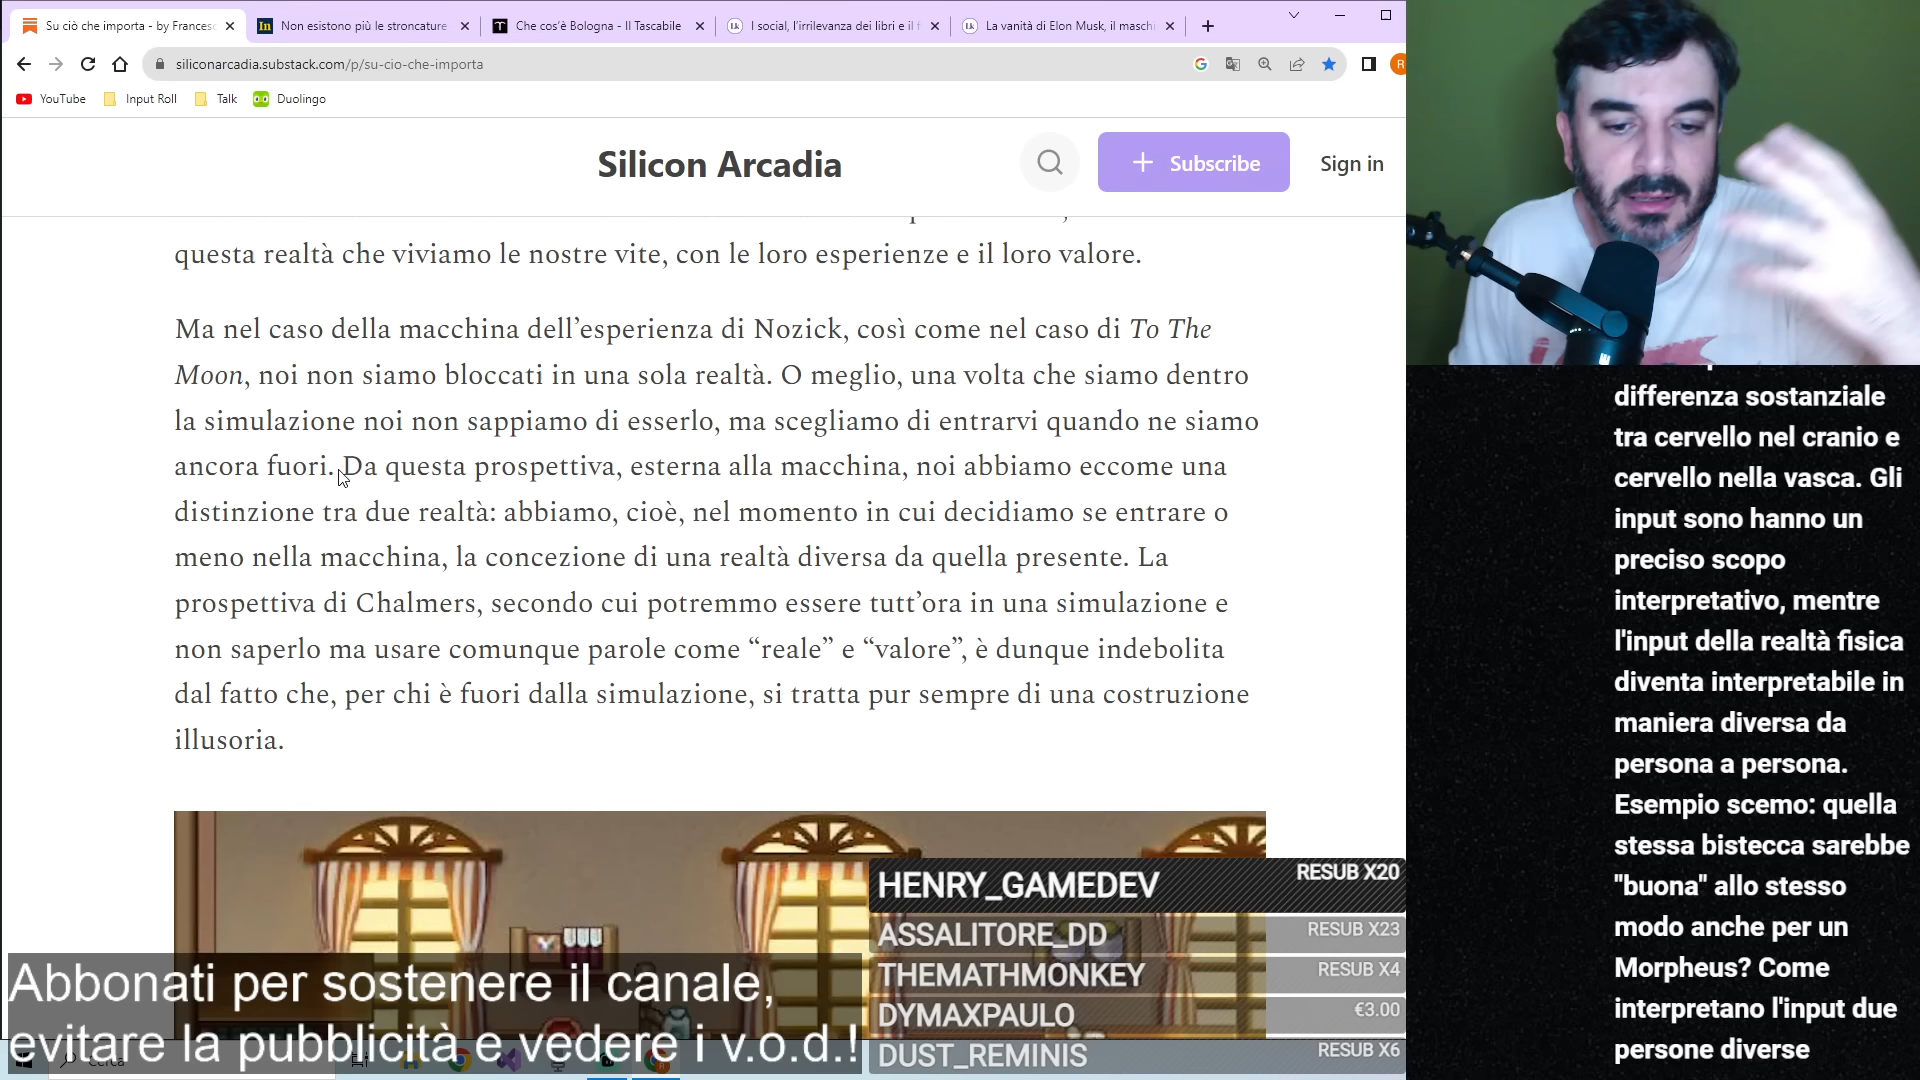 Su ciò che importa - by Francesc
Non esistono più le stroncature
Che cos'è Bologna - Il Tascabile
I social, l'irrilevanza dei libri e il f
La vanità di Elon Musk, il maschi
siliconarcadia.substack.com/p/su-cio-che-importa
YouTube
Input Roll
Talk
Duolingo
Silicon Arcadia
Subscribe
Sign in
questa realtà che viviamo le nostre vite, con le loro esperienze e il loro valore.
Ma nel caso della macchina dell’esperienza di Nozick, così come nel caso di To The
Moon, noi non siamo bloccati in una sola realtà. O meglio, una volta che siamo dentro
la simulazione noi non sappiamo di esserlo, ma scegliamo di entrarvi quando ne siamo
ancora fuori. Da questa prospettiva, esterna alla macchina, noi abbiamo eccome una
distinzione tra due realtà: abbiamo, cioè, nel momento in cui decidiamo se entrare o
meno nella macchina, la concezione di una realtà diversa da quella presente. La
prospettiva di Chalmers, secondo cui potremmo essere tutt’ora in una simulazione e
non saperlo ma usare comunque parole come “reale” e “valore”, è dunque indebolita
dal fatto che, per chi è fuori dalla simulazione, si tratta pur sempre di una costruzione
illusoria.
HENRY_GAMEDEV RESUB X20
ASSALITORE_DD RESUB X23
THEMATHMONKEY RESUB X4
DYMAXPAULO €3.00
DUST_REMINIS RESUB X6
Abbonati per sostenere il canale,
evitare la pubblicità e vedere i v.o.d.!
Cerca
differenza sostanziale
tra cervello nel cranio e
cervello nella vasca. Gli
input sono hanno un
preciso scopo
interpretativo, mentre
l'input della realtà fisica
diventa interpretabile in
maniera diversa da
persona a persona.
Esempio scemo: quella
stessa bistecca sarebbe
"buona" allo stesso
modo anche per un
Morpheus? Come
interpretano l'input due
persone diverse